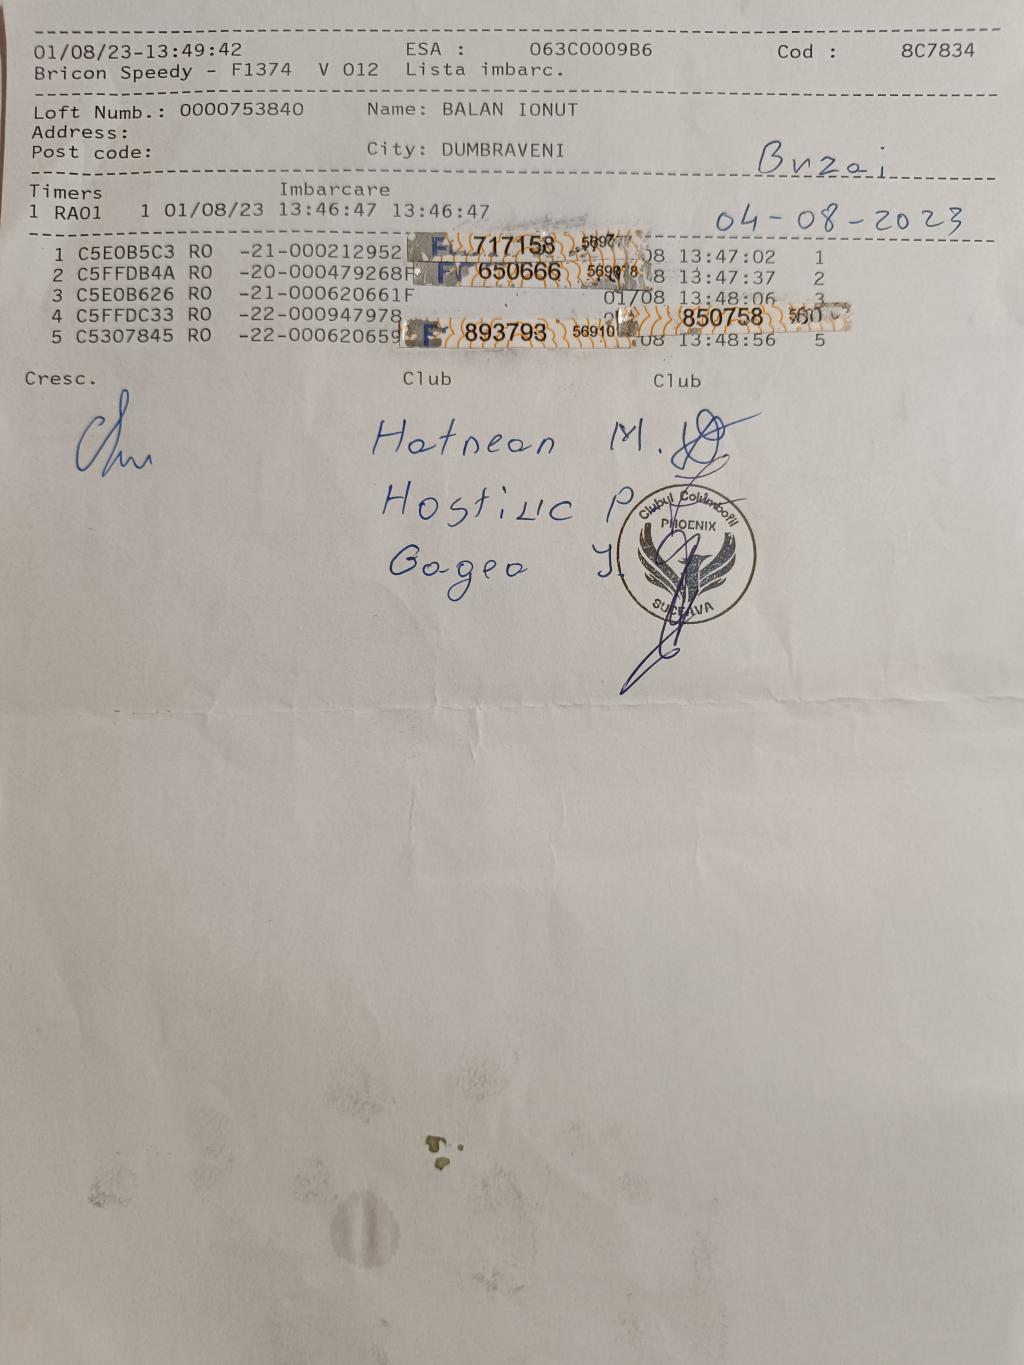 01/08/23-13:49:42 ESA : 063C0009B6 Cod : 8C7834
Bricon Speedy - F1374 V 012 Lista imbarc.
Loft Numb.: 0000753840 Name: BALAN IONUT
Address:
Post code: City: DUMBRAVENI
Brzai
Timers Imbarcare
1 RA01 1 01/08/23 13:46:47 13:46:47
04-08-2023
1 C5E0B5C3 RO -21-000212952 717158 08 13:47:02 1
2 C5FFDB4A RO -20-000479268F 650666 569078 8 13:47:37 2
3 C5E0B626 RO -21-000620661F 01/08 13:48:06 3
4 C5FFDC33 RO -22-000947978 850758
5 C5307845 RO -22-000620659 F 893793 56910 08 13:48:56 5
Cresc. Club Club
Hatnean M.
Hostiuc P
Gagea I.
Clubul Columbofil
PHOENIX
SUCEAVA